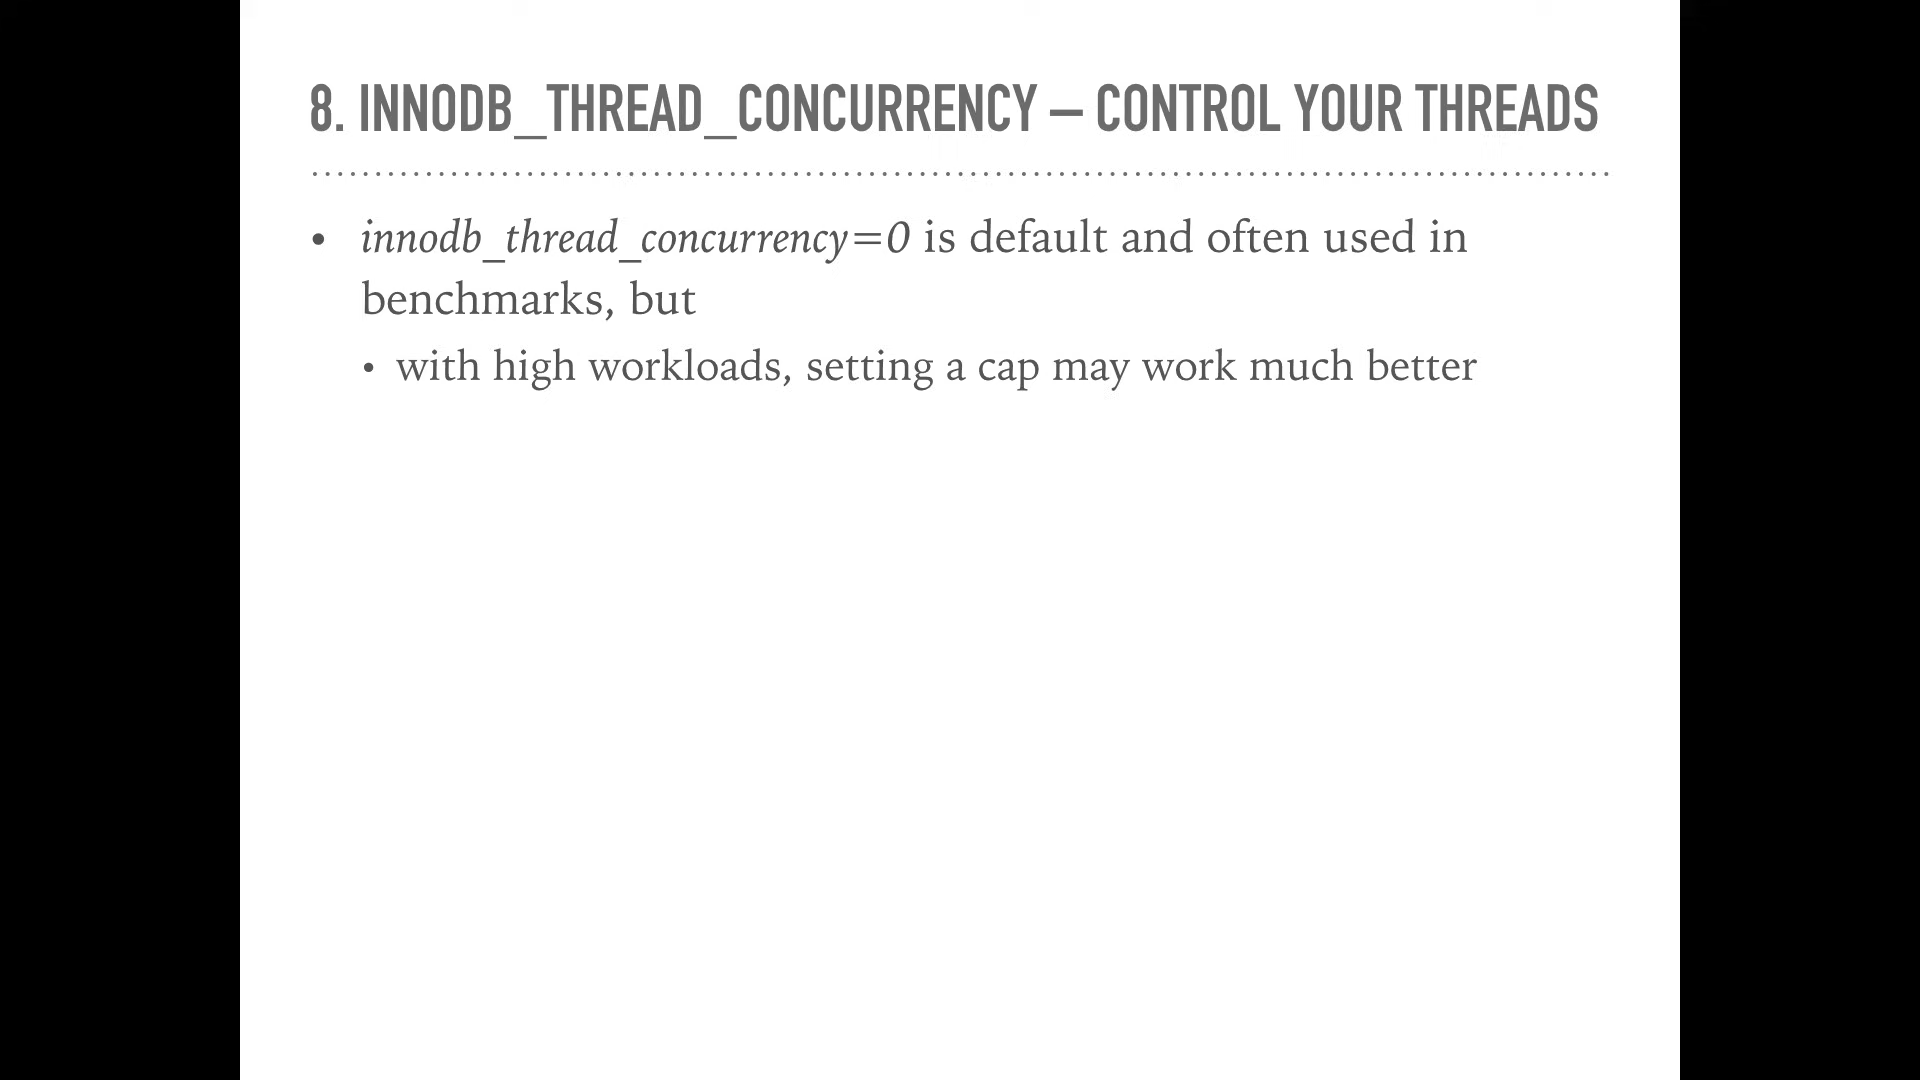 8. INNODB_THREAD_CONCURRENCY – CONTROL YOUR THREADS
• innodb_thread_concurrency=0 is default and often used in
benchmarks, but
• with high workloads, setting a cap may work much better